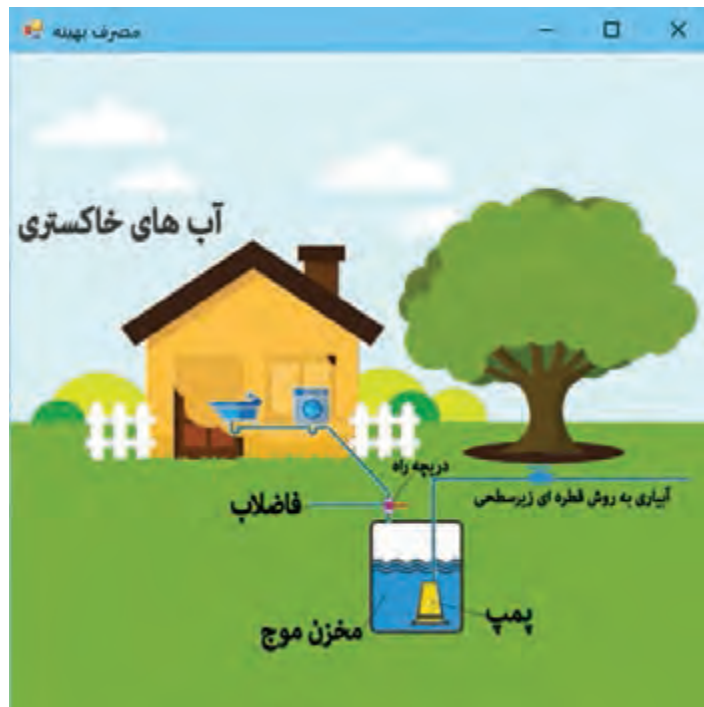 مصرف بهینه
آب های خاکستری
دریچه راه
فاضلاب
آبیاری به روش قطره ای زیرسطحی
پمپ
مخزن موج